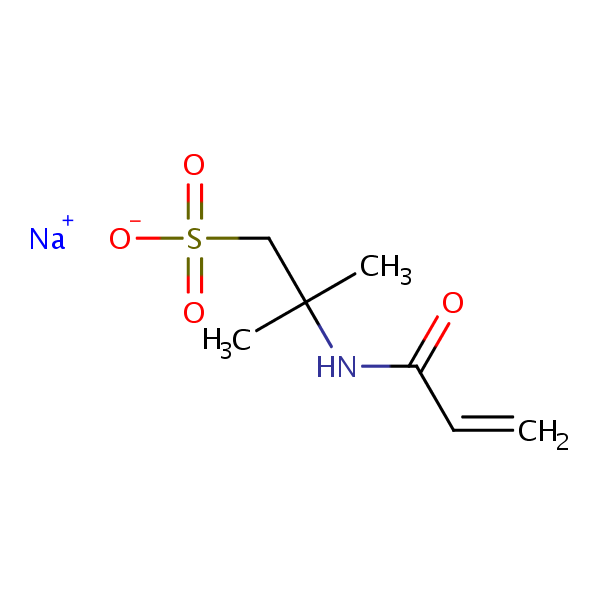 O
Na⁺ O⁻ S
O
CH₃
H₃C
O
HN
CH₂